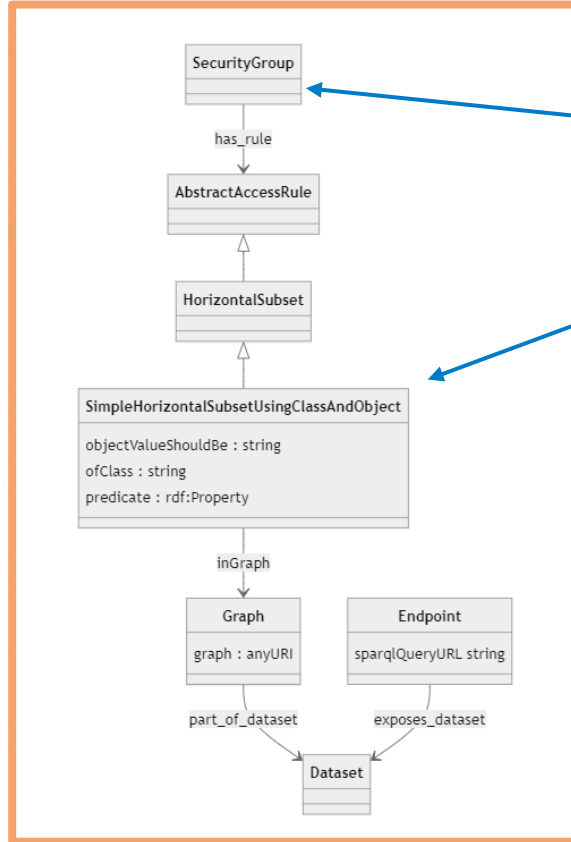 SecurityGroup
has_rule
AbstractAccessRule
HorizontalSubset
SimpleHorizontalSubsetUsingClassAndObject
objectValueShouldBe : string
ofClass : string
predicate : rdf:Property
inGraph
Graph
graph : anyURI
Endpoint
sparqlQueryURL string
part_of_dataset
exposes_dataset
Dataset